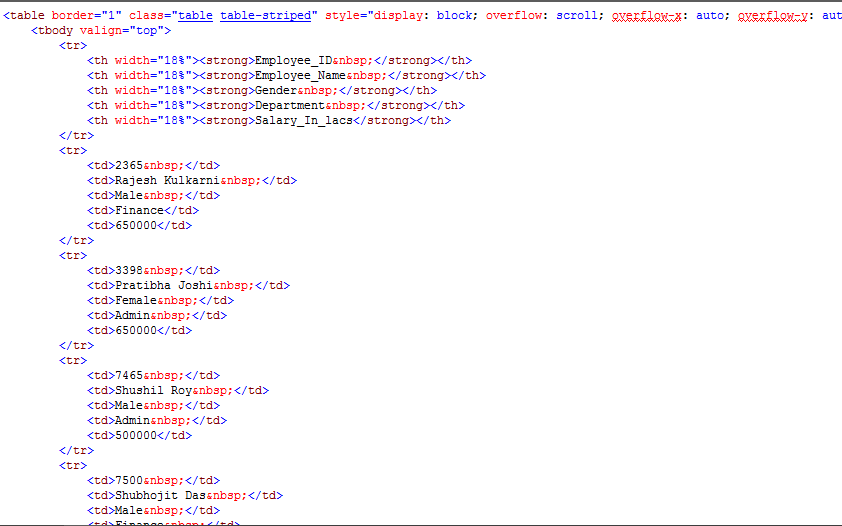 <table border="1" class="table table-striped" style="display: block; overflow: scroll; overflow-x: auto; overflow-y: aut
<tbody valign="top">
<tr>
<th width="18%"><strong>Employee_ID&nbsp;</strong></th>
<th width="18%"><strong>Employee_Name&nbsp;</strong></th>
<th width="18%"><strong>Gender&nbsp;</strong></th>
<th width="18%"><strong>Department&nbsp;</strong></th>
<th width="18%"><strong>Salary_In_lacs</strong></th>
</tr>
<tr>
<td>2365&nbsp;</td>
<td>Rajesh Kulkarni&nbsp;</td>
<td>Male&nbsp;</td>
<td>Finance</td>
<td>650000</td>
</tr>
<tr>
<td>3398&nbsp;</td>
<td>Pratibha Joshi&nbsp;</td>
<td>Female&nbsp;</td>
<td>Admin&nbsp;</td>
<td>650000</td>
</tr>
<tr>
<td>7465&nbsp;</td>
<td>Shushil Roy&nbsp;</td>
<td>Male&nbsp;</td>
<td>Admin&nbsp;</td>
<td>500000</td>
</tr>
<tr>
<td>7500&nbsp;</td>
<td>Shubhojit Das&nbsp;</td>
<td>Male&nbsp;</td>
<td>Finance&nbsp;</td>